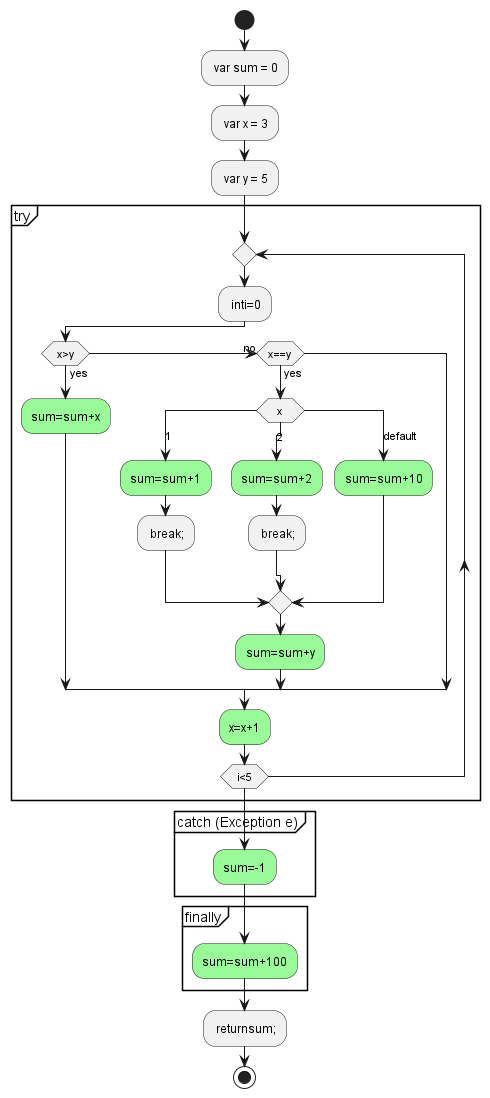 var sum = 0
var x = 3
var y = 5
try
inti=0
x>y
no
x==y
yes
yes
sum=sum+x
x
1
2
default
sum=sum+1
sum=sum+2
sum=sum+10
break;
break;
sum=sum+y
x=x+1
i<5
catch (Exception e)
sum=-1
finally
sum=sum+100
returnsum;